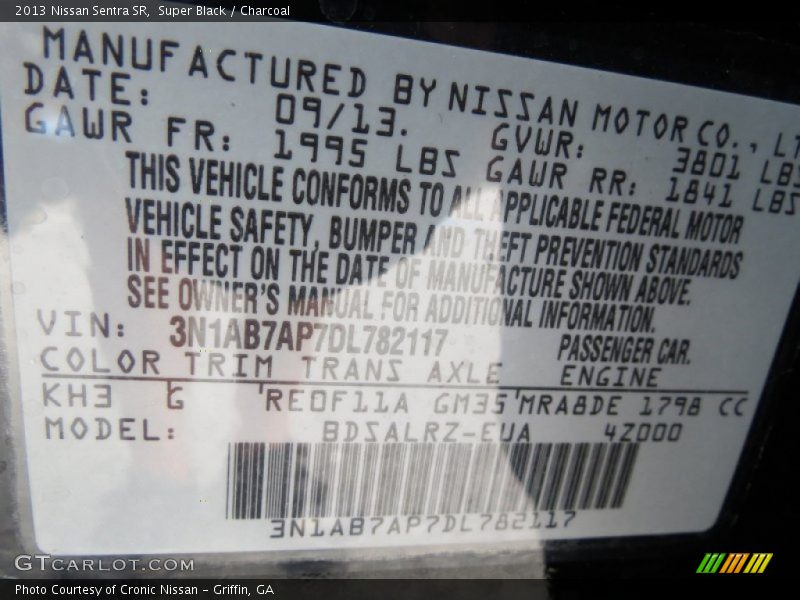 2013 Nissan Sentra SR, Super Black / Charcoal
MANUFACTURED BY NISSAN MOTOR CO., LT
DATE: 09/13. GVWR: 3801 LBS
GAWR FR: 1995 LBS GAWR RR: 1841 LBS
THIS VEHICLE CONFORMS TO ALL APPLICABLE FEDERAL MOTOR
VEHICLE SAFETY, BUMPER AND THEFT PREVENTION STANDARDS
IN EFFECT ON THE DATE OF MANUFACTURE SHOWN ABOVE.
SEE OWNER'S MANUAL FOR ADDITIONAL INFORMATION.
VIN: 3N1AB7AP7DL782117 PASSENGER CAR.
COLOR TRIM TRANS AXLE ENGINE
KH3 G 'RE0F11A GM35'MRA8DE 1798 CC
MODEL: BDSALRZ-EUA 4Z000
3N1AB7AP7DL782117
GTCARLOT.COM
Photo Courtesy of Cronic Nissan - Griffin, GA